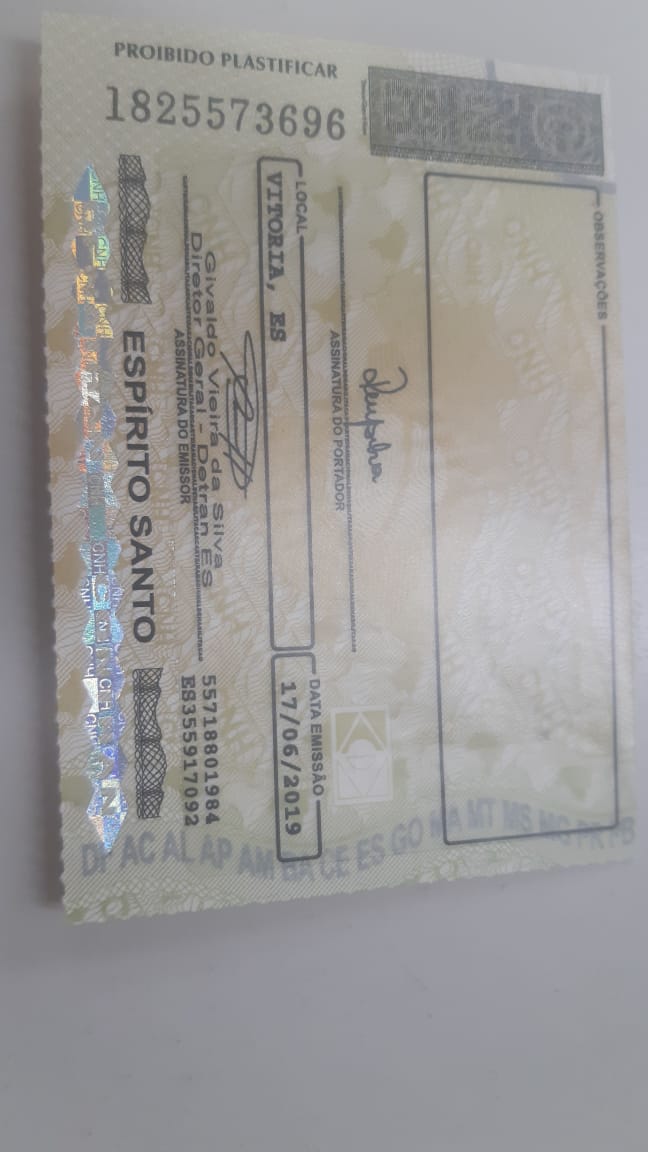 OBSERVAÇÕES
ASSINATURA DO PORTADOR
LOCAL
VITORIA, ES
DATA EMISSÃO
17/06/2019
Givaldo Vieira da Silva
Diretor Geral - Detran ES
ASSINATURA DO EMISSOR
55718801984
ES355917092
ESPÍRITO SANTO
PROIBIDO PLASTIFICAR
1825573696
DF AC AL AP AM BA CE ES GO MA MT MS MG PR PB